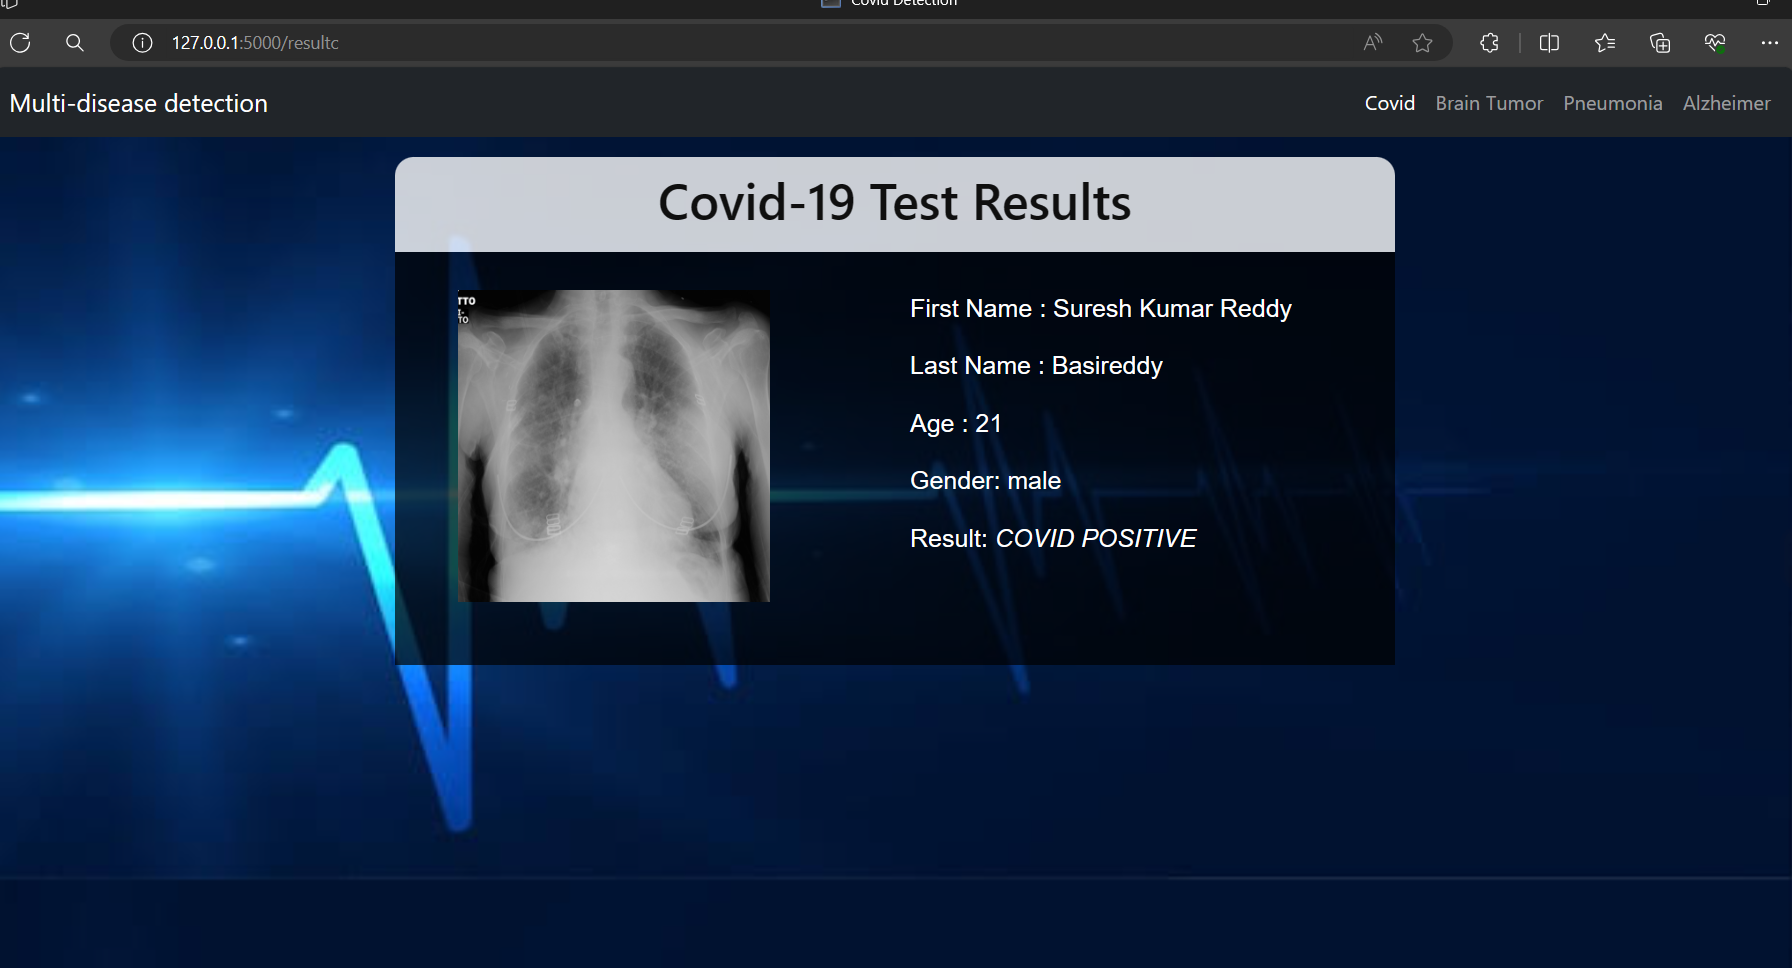 Covid Detection
127.0.0.1:5000/resultc
Multi-disease detection
Covid Brain Tumor Pneumonia Alzheimer
Covid-19 Test Results
TTO
I-
TO
First Name : Suresh Kumar Reddy
Last Name : Basireddy
Age : 21
Gender: male
Result: COVID POSITIVE